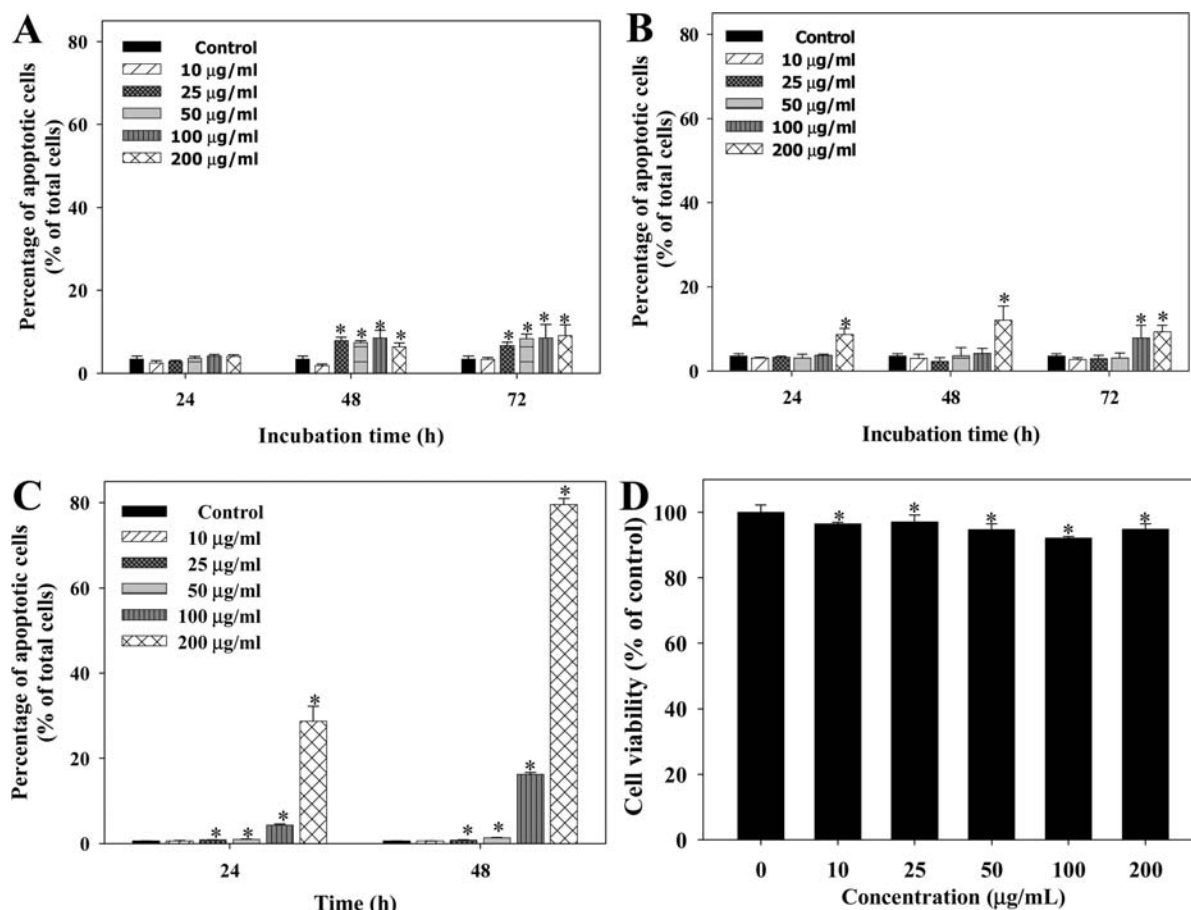 A
Percentage of apoptotic cells
(% of total cells)
80
60
40
20
0
Control
10 μg/ml
25 μg/ml
50 μg/ml
100 μg/ml
200 μg/ml
* * * *
* * * *
24 48 72
Incubation time (h)
B
Percentage of apoptotic cells
(% of total cells)
80
60
40
20
0
Control
10 μg/ml
25 μg/ml
50 μg/ml
100 μg/ml
200 μg/ml
*
*
* *
24 48 72
Incubation time (h)
C
Percentage of apoptotic cells
(% of total cells)
80
60
40
20
0
Control
10 μg/ml
25 μg/ml
50 μg/ml
100 μg/ml
200 μg/ml
* * * *
* * * *
24 48
Time (h)
D
Cell viability (% of control)
100
80
60
40
20
0
* * * * *
0 10 25 50 100 200
Concentration (μg/mL)